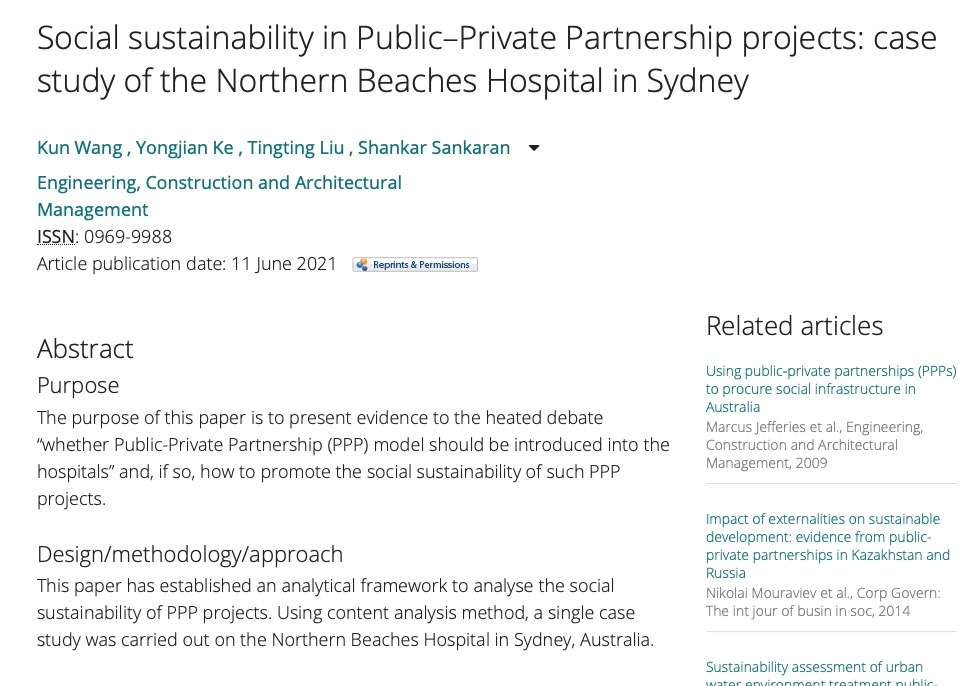 Social sustainability in Public–Private Partnership projects: case
study of the Northern Beaches Hospital in Sydney
Kun Wang , Yongjian Ke , Tingting Liu , Shankar Sankaran
Engineering, Construction and Architectural
Management
ISSN: 0969-9988
Article publication date: 11 June 2021
Reprints & Permissions
Abstract
Purpose
The purpose of this paper is to present evidence to the heated debate
“whether Public-Private Partnership (PPP) model should be introduced into the
hospitals” and, if so, how to promote the social sustainability of such PPP
projects.
Design/methodology/approach
This paper has established an analytical framework to analyse the social
sustainability of PPP projects. Using content analysis method, a single case
study was carried out on the Northern Beaches Hospital in Sydney, Australia.
Related articles
Using public-private partnerships (PPPs)
to procure social infrastructure in
Australia
Marcus Jefferies et al., Engineering,
Construction and Architectural
Management, 2009
Impact of externalities on sustainable
development: evidence from public-
private partnerships in Kazakhstan and
Russia
Nikolai Mouraviev et al., Corp Govern:
The int jour of busin in soc, 2014
Sustainability assessment of urban
water environment treatment public-